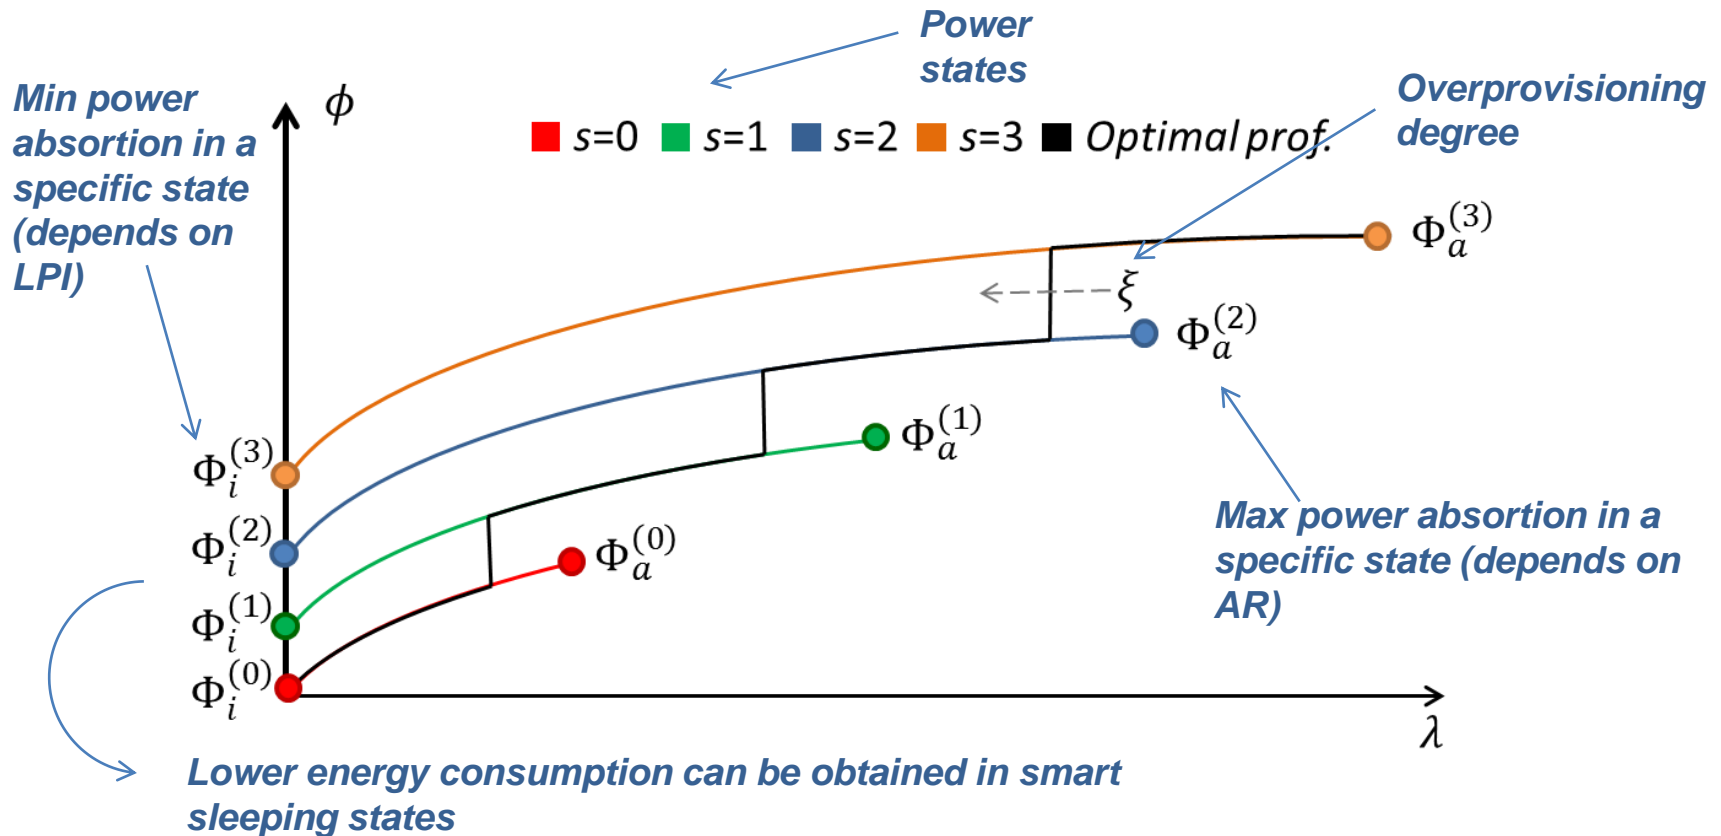 Power
states
Min power
absortion in a
specific state
(depends on
LPI)
ϕ
s=0 s=1 s=2 s=3 Optimal prof.
Overprovisioning
degree
Φ_a^(3)
ξ
Φ_a^(2)
Φ_a^(1)
Φ_i^(3)
Φ_i^(2)
Φ_a^(0)
Φ_i^(1)
Φ_i^(0)
Max power absortion in a
specific state (depends on
AR)
λ
Lower energy consumption can be obtained in smart
sleeping states